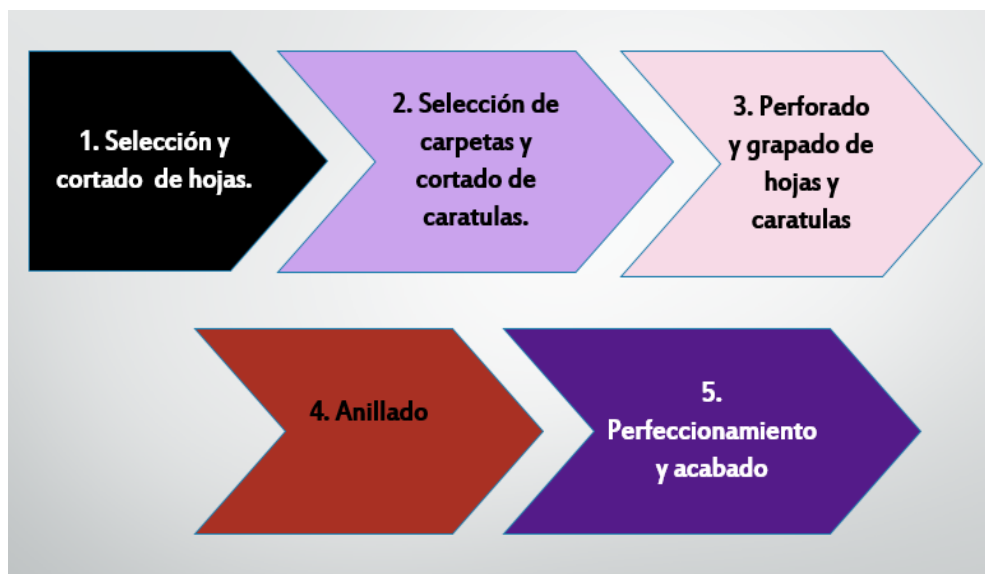 1. Selección y
cortado de hojas.
2. Selección de
carpetas y
cortado de
caratulas.
3. Perforado
y grapado de
hojas y
caratulas
4. Anillado
5.
Perfeccionamiento
y acabado